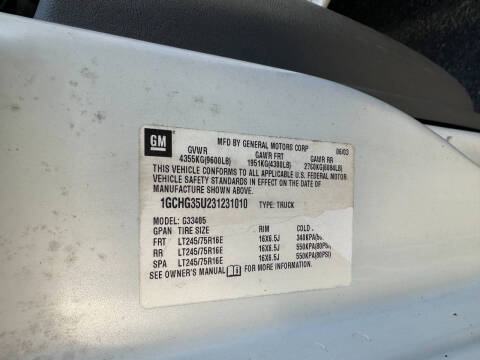 GM
MFD BY GENERAL MOTORS CORP 06/03
GVWR GAWR FRT GAWR RR
4355KG(9600LB) 1951KG(4300LB) 2760KG(6084LB)
THIS VEHICLE CONFORMS TO ALL APPLICABLE U.S. FEDERAL MOTOR
VEHICLE SAFETY STANDARDS IN EFFECT ON THE DATE OF
MANUFACTURE SHOWN ABOVE.
1GCHG35U231231010 TYPE: TRUCK
MODEL: G33405
GPAN TIRE SIZE RIM COLD
FRT LT245/75R16E 16X6.5J 340KPA(50
RR LT245/75R16E 16X6.5J 550KPA(80PSI
SPA LT245/75R16E 16X6.5J 550KPA(80PSI)
SEE OWNER'S MANUAL FOR MORE INFORMATION.